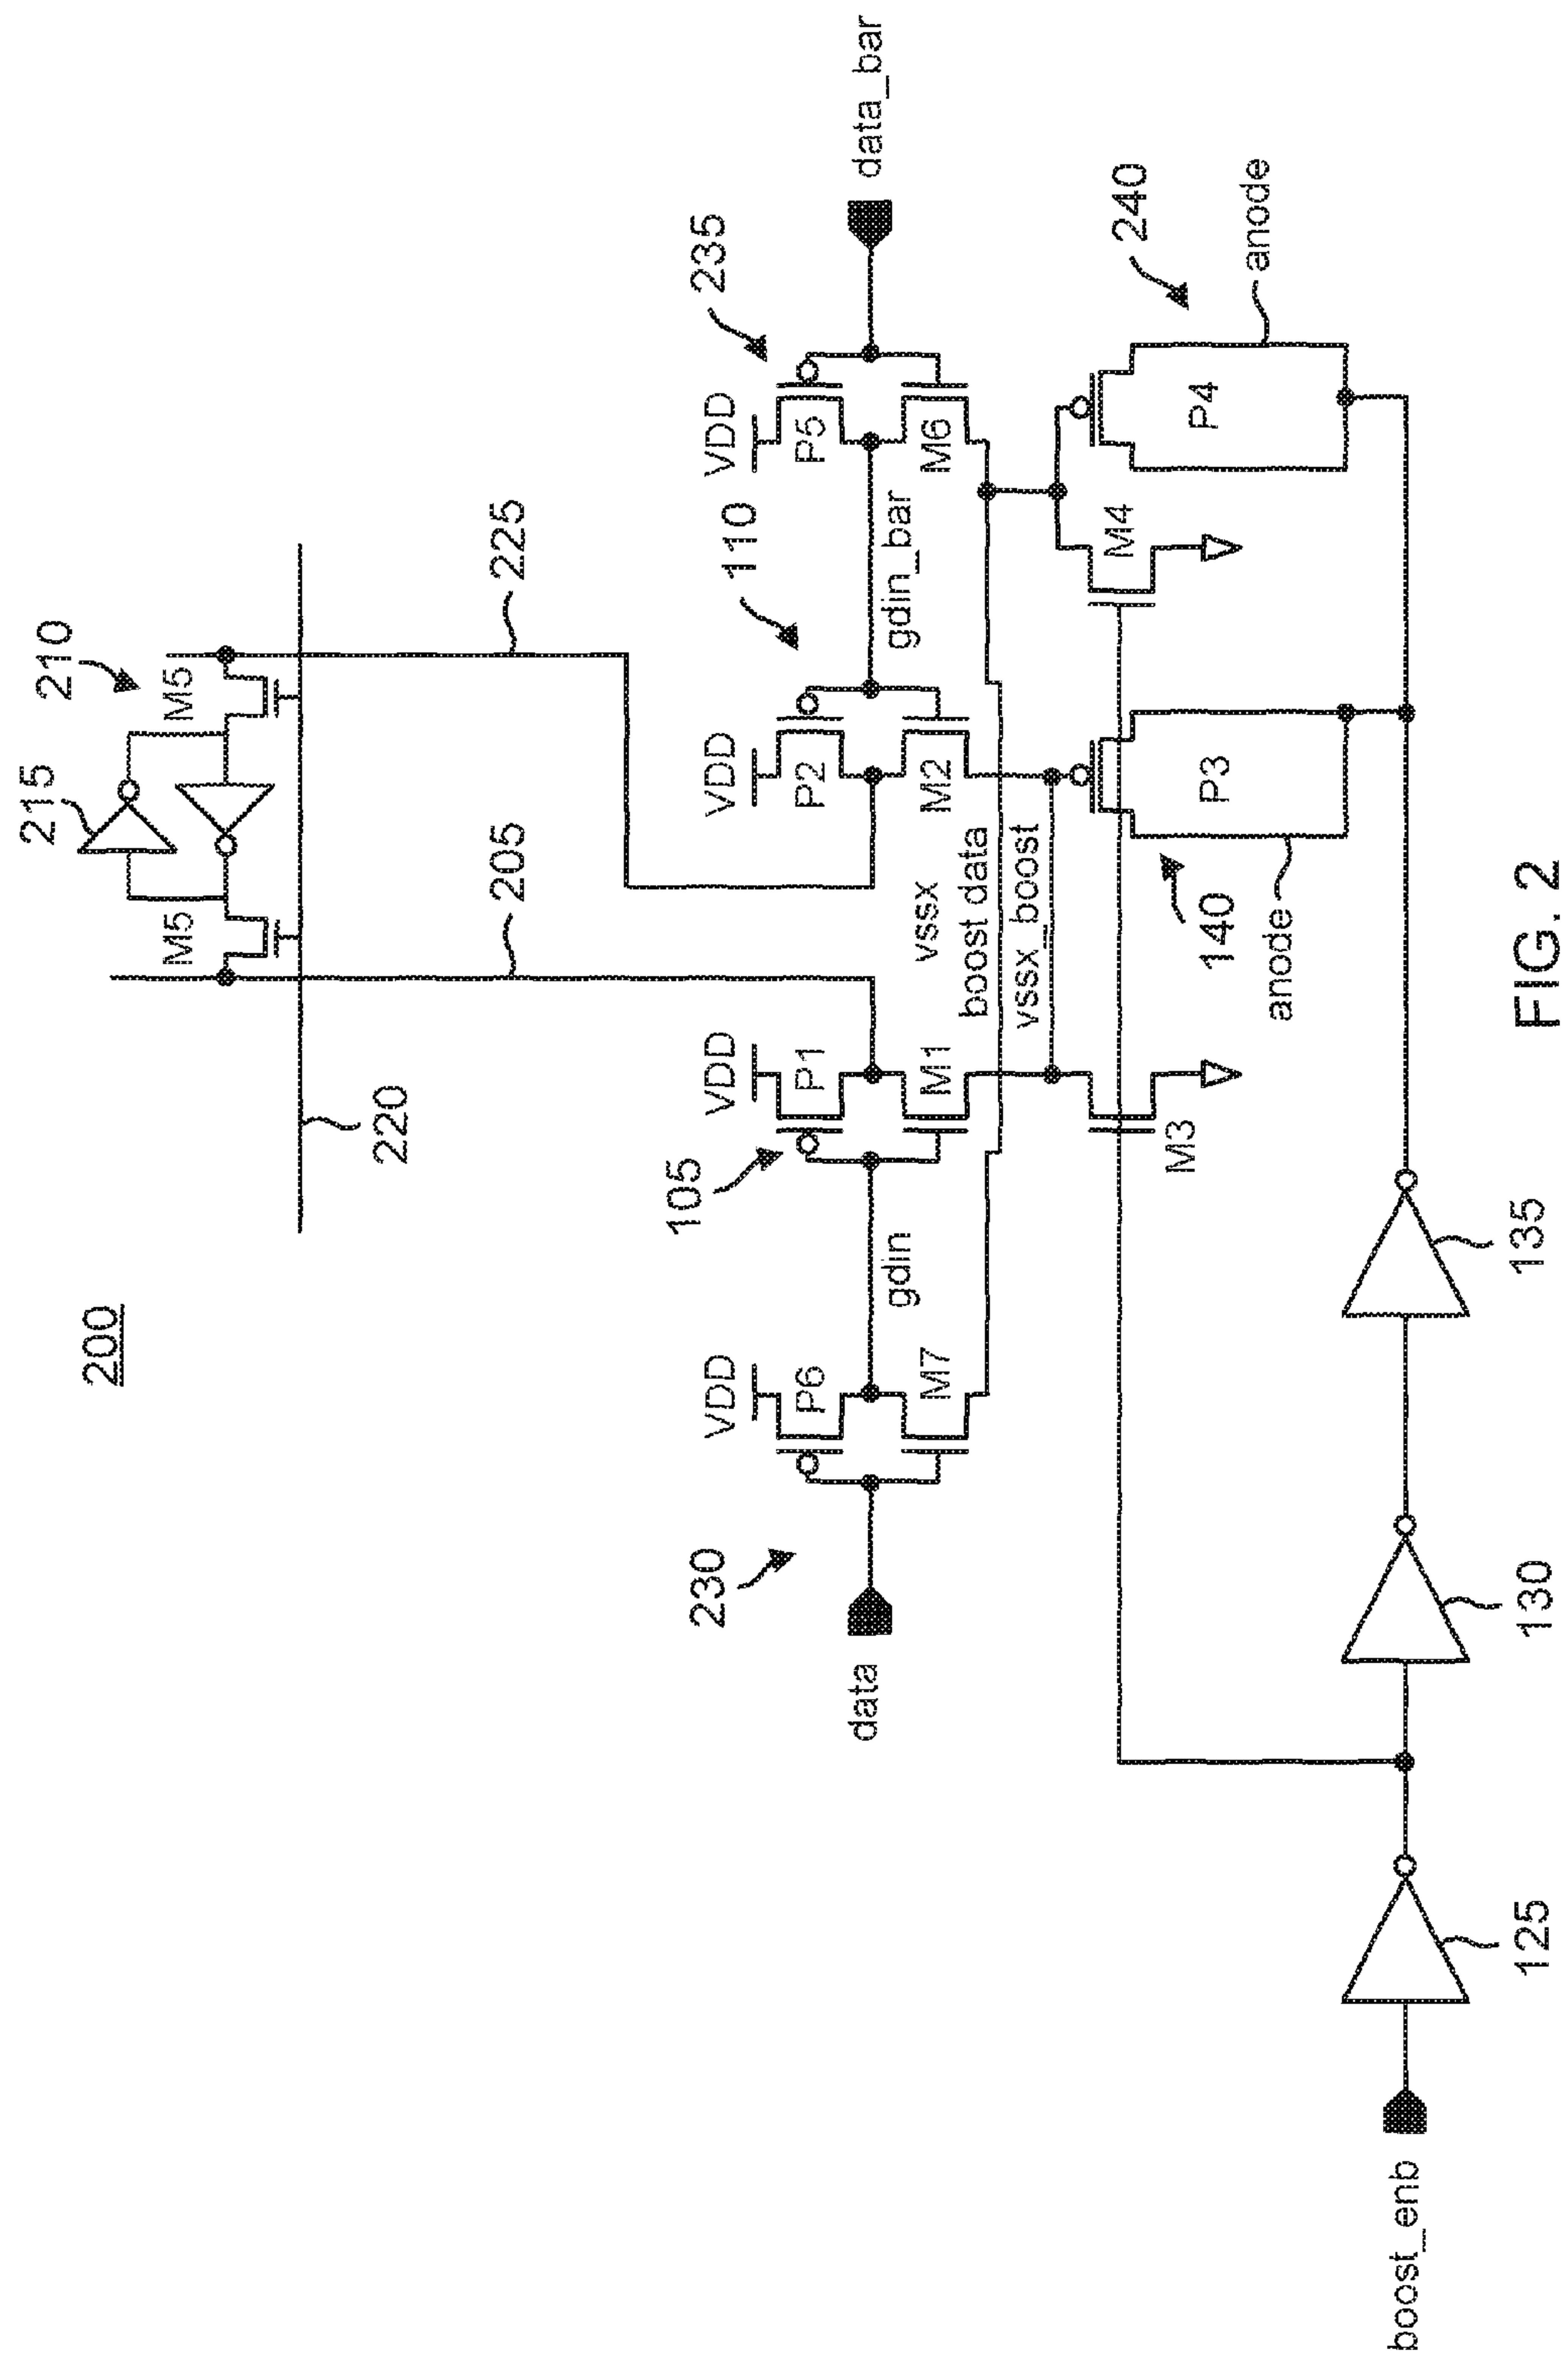 200
215
210
M5
M5
220
205
225
230
105
110
235
VDD
VDD
VDD
VDD
P6
P1
P2
P5
data
gdin
gdin_bar
data_bar
M7
M1
vssx
M2
M6
boost data
vssx_boost
M3
M4
140
240
P3
P4
anode
anode
boost_enb
125
130
135
FIG. 2